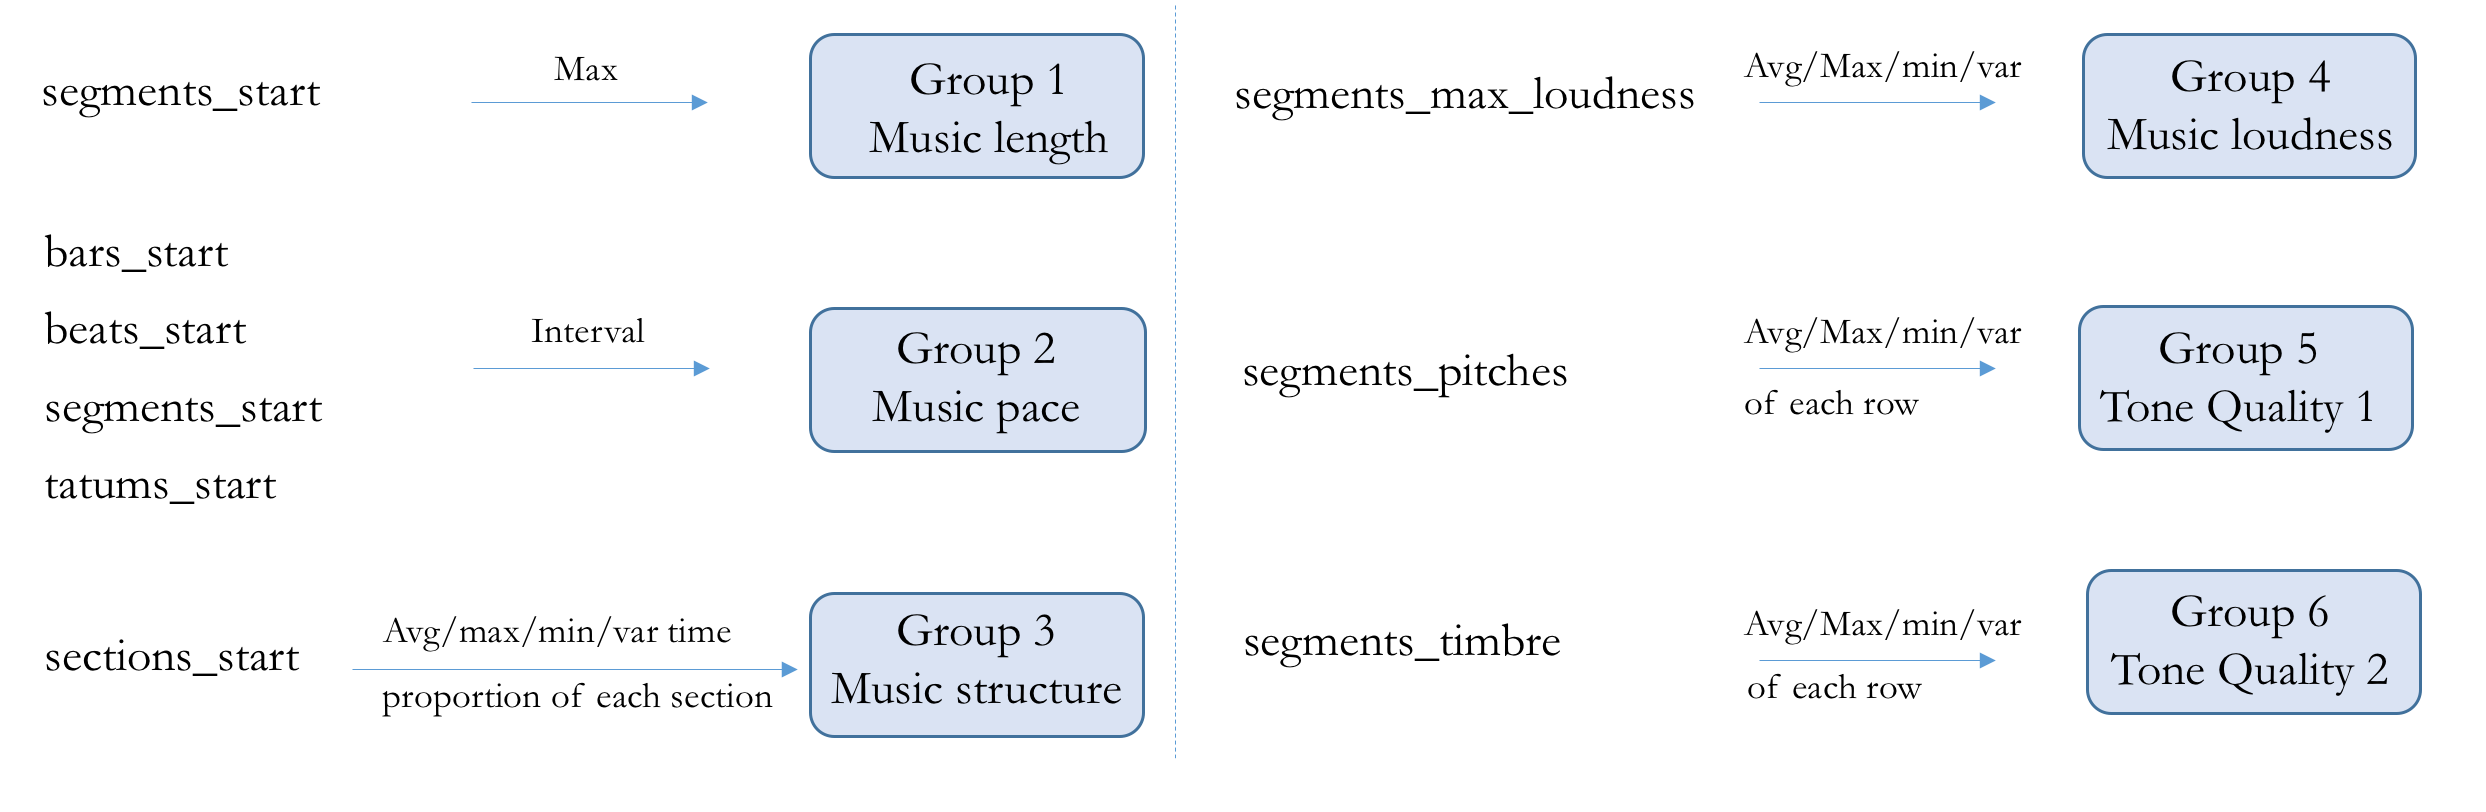 segments_start
Max
Group 1
Music length
bars_start
beats_start
segments_start
tatums_start
Interval
Group 2
Music pace
sections_start
Avg/max/min/var time
proportion of each section
Group 3
Music structure
segments_max_loudness
Avg/Max/min/var
Group 4
Music loudness
segments_pitches
Avg/Max/min/var
of each row
Group 5
Tone Quality 1
segments_timbre
Avg/Max/min/var
of each row
Group 6
Tone Quality 2